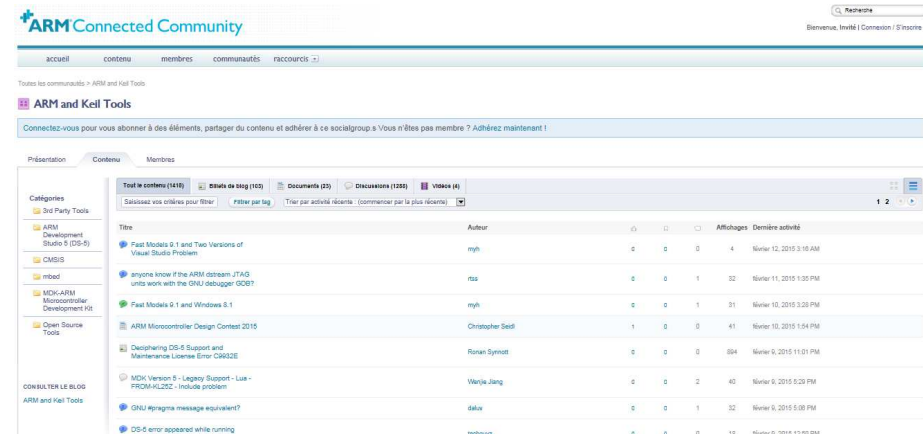 ARM Connected Community
Recherche
Bienvenue, Invité | Connexion / S'inscrire
accueil contenu membres communautés raccourcis
Toutes les communautés > ARM and Keil Tools
ARM and Keil Tools
Connectez-vous pour vous abonner à des éléments, partager du contenu et adhérer à ce socialgroup.s Vous n'êtes pas membre ? Adhérez maintenant !
Présentation Contenu Membres
Tout le contenu (1418) Billets de blog (103) Documents (23) Discussions (1288) Vidéos (4)
Saisissez vos critères pour filtrer Filtrer par tag Trier par activité récente : (commencer par la plus récente)
1 2
Catégories
3rd Party Tools
ARM
Development
Studio 5 (DS-5)
CMSIS
mbed
MDK-ARM
Microcontroller
Development Kit
Open Source
Tools
CONSULTER LE BLOG
ARM and Keil Tools
Titre Auteur Affichages Dernière activité
Fast Models 9.1 and Two Versions of
Visual Studio Problem
myh 0 0 0 4 février 12, 2015 3:16 AM
anyone know if the ARM dstream JTAG
units work with the GNU debugger GDB?
rtsa 0 0 1 32 février 11, 2015 1:35 PM
Fast Models 9.1 and Windows 8.1 myh 0 0 1 31 février 10, 2015 3:28 PM
ARM Microcontroller Design Contest 2015 Christopher Seidl 1 0 0 41 février 10, 2015 1:54 PM
Deciphering DS-5 Support and
Maintenance License Error C9932E
Ronan Synnott 0 0 0 894 février 9, 2015 11:01 PM
MDK Version 5 - Legacy Support - Lua -
FRDM-KL25Z - Include problem
Wenjie Jiang 0 0 2 40 février 9, 2015 5:29 PM
GNU #pragma message equivalent? dalux 0 0 1 32 février 9, 2015 5:06 PM
DS-5 error appeared while running